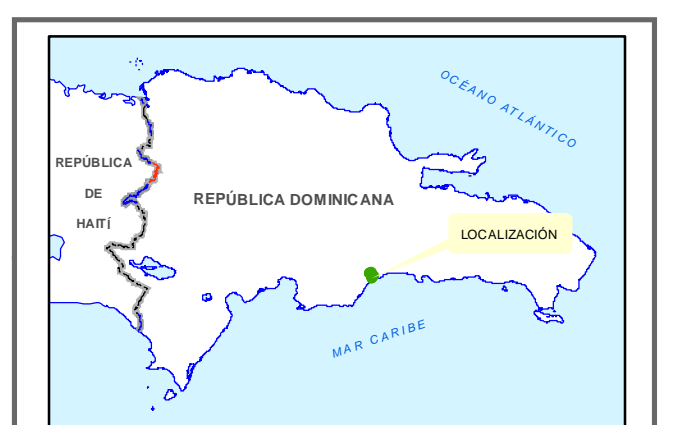 OCÉANO ATLÁNTICO
REPÚBLICA
DE
HAITÍ
REPÚBLICA DOMINICANA
LOCALIZACIÓN
MAR CARIBE